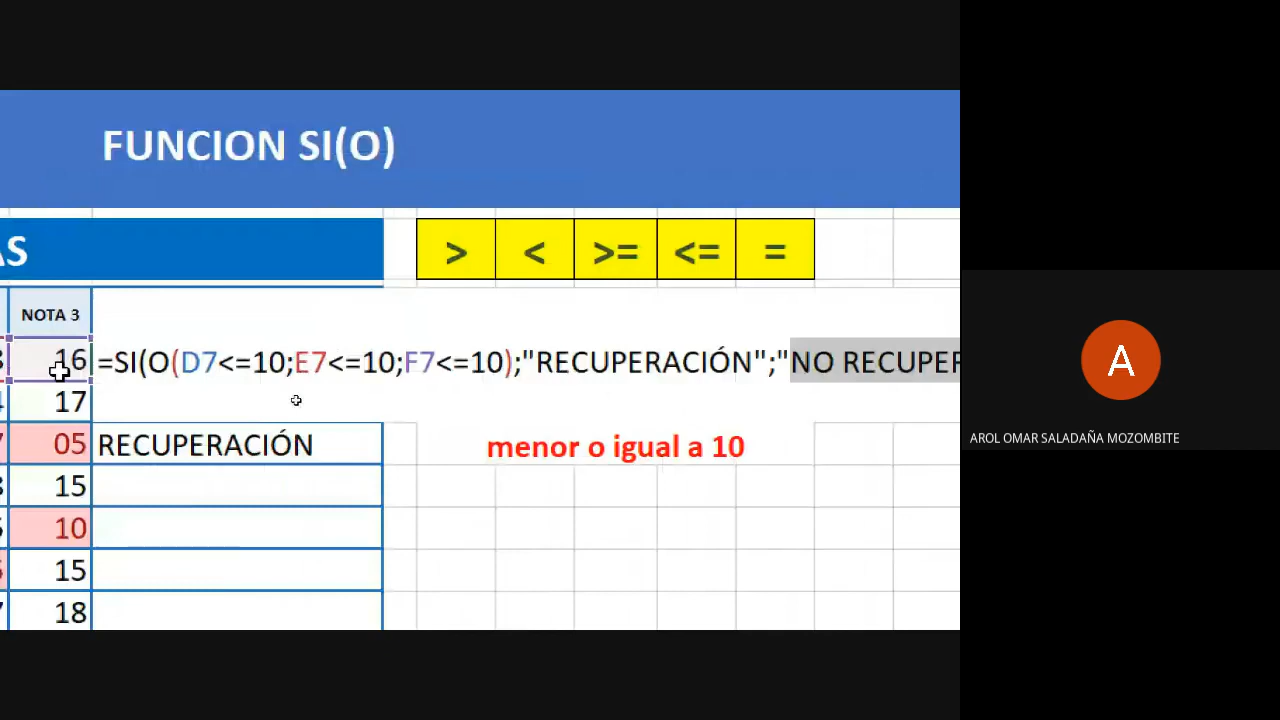 FUNCION SI(O)
AS
> < >= <= =
NOTA 3
16 =SI(O(D7<=10;E7<=10;F7<=10);"RECUPERACIÓN";"NO RECUPER
17
05 RECUPERACIÓN
menor o igual a 10
15
10
15
18
A
AROL OMAR SALADAÑA MOZOMBITE